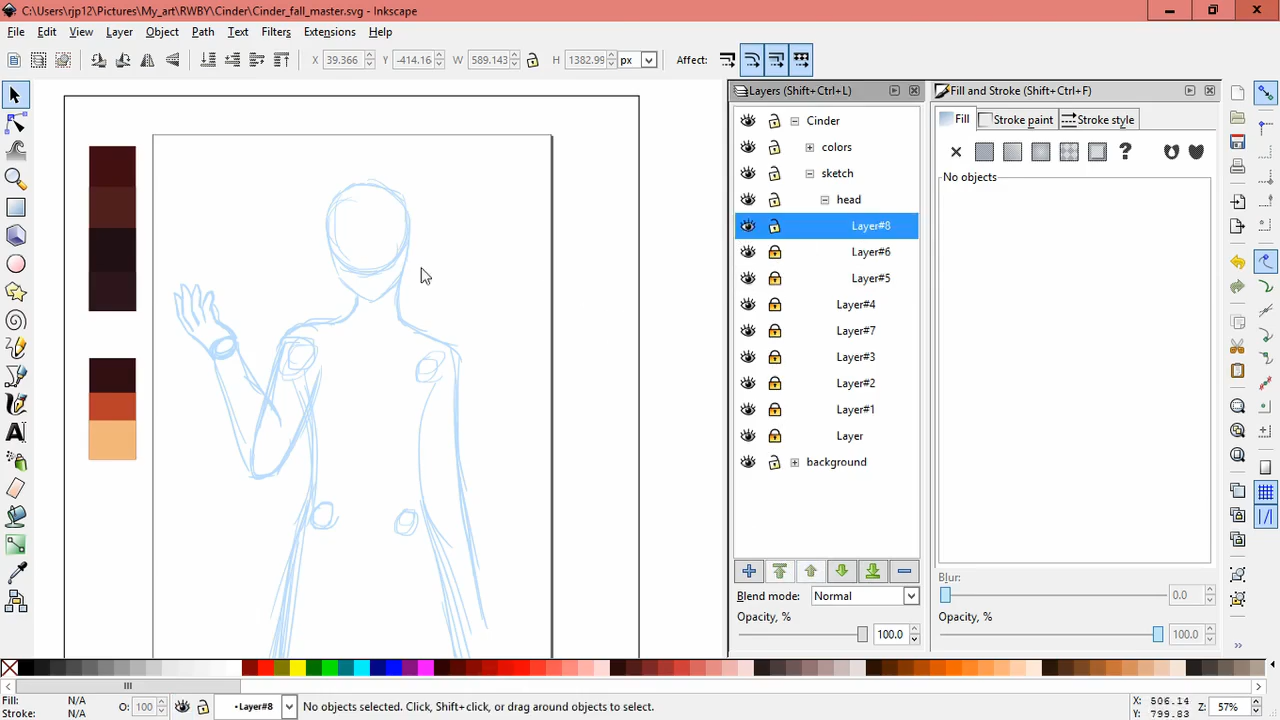 C:\Users\rjp12\Pictures\My_art\RWBY\Cinder\Cinder_fall_master.svg - Inkscape
File Edit View Layer Object Path Text Filters Extensions Help
X 39.366 Y -414.16 W 589.143 H 1382.99 px Affect:
Layers (Shift+Ctrl+L)
Fill and Stroke (Shift+Ctrl+F)
Fill Stroke paint Stroke style
No objects
Cinder
colors
sketch
head
Layer#8
Layer#6
Layer#5
Layer#4
Layer#7
Layer#3
Layer#2
Layer#1
Layer
background
Blend mode: Normal
Opacity, %
100.0
Blur:
0.0
Opacity, %
100.0
Fill: N/A
Stroke: N/A
O: 100
•Layer#8
No objects selected. Click, Shift+click, or drag around objects to select.
X: 506.14
Y: 799.83
Z: 57%